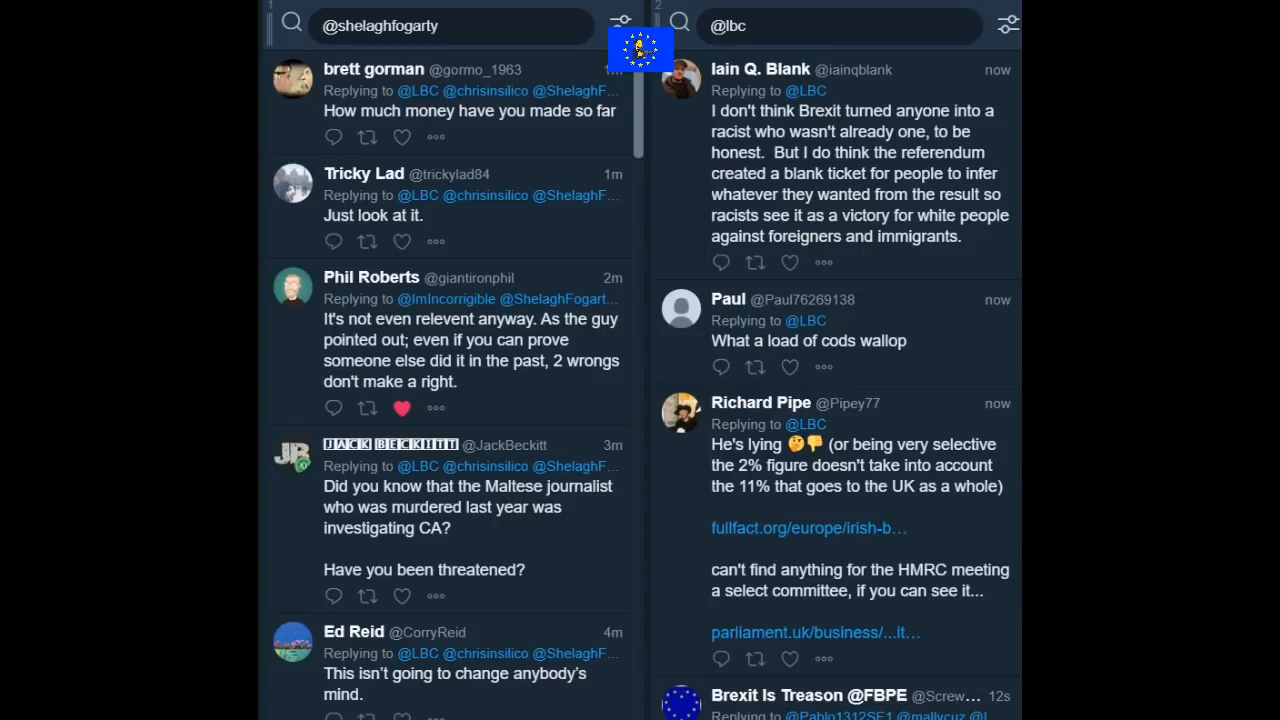 1
@shelaghfogarty
brett gorman @gormo_1963 1m
Replying to @LBC @chrisinsilico @ShelaghF...
How much money have you made so far
Tricky Lad @trickylad84 1m
Replying to @LBC @chrisinsilico @ShelaghF...
Just look at it.
Phil Roberts @giantironphil 2m
Replying to @ImIncorrigible @ShelaghFogart...
It's not even relevent anyway. As the guy
pointed out; even if you can prove
someone else did it in the past, 2 wrongs
don't make a right.
JACK BECKITT @JackBeckitt 3m
Replying to @LBC @chrisinsilico @ShelaghF...
Did you know that the Maltese journalist
who was murdered last year was
investigating CA?
Have you been threatened?
Ed Reid @CorryReid 4m
Replying to @LBC @chrisinsilico @ShelaghF...
This isn't going to change anybody's
mind.
2
@lbc
Iain Q. Blank @iainqblank now
Replying to @LBC
I don't think Brexit turned anyone into a
racist who wasn't already one, to be
honest. But I do think the referendum
created a blank ticket for people to infer
whatever they wanted from the result so
racists see it as a victory for white people
against foreigners and immigrants.
Paul @Paul76269138 now
Replying to @LBC
What a load of cods wallop
Richard Pipe @Pipey77 now
Replying to @LBC
He's lying 🤔👎 (or being very selective
the 2% figure doesn't take into account
the 11% that goes to the UK as a whole)
fullfact.org/europe/irish-b...
can't find anything for the HMRC meeting
a select committee, if you can see it...
parliament.uk/business/...it...
Brexit Is Treason @FBPE @Screw... 12s
Replying to @Pablo1312SE1 @mallycuz @l